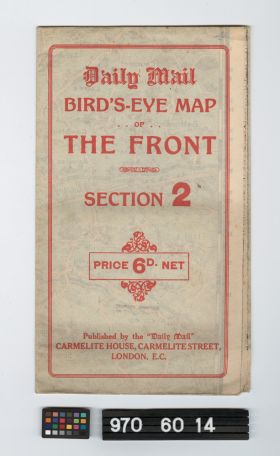 Daily Mail
BIRD'S-EYE MAP
.. OF ..
THE FRONT
SECTION 2
PRICE 6D. NET
Published by the "Daily Mail"
CARMELITE HOUSE, CARMELITE STREET,
LONDON, E.C.
970 60 14